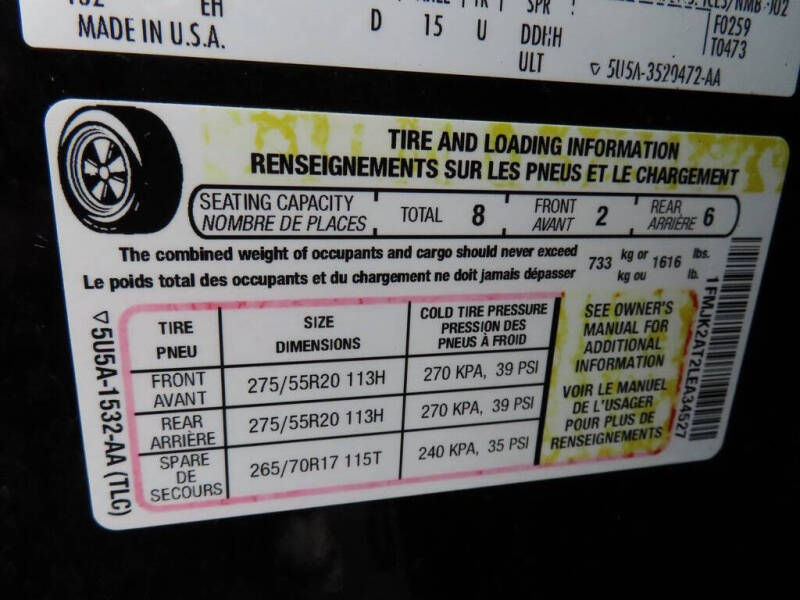 EH
MADE IN U.S.A.
D 15 U
SPR
DDHH
ULT
F0259
T0473
▽ 5U5A-3520472-AA
TIRE AND LOADING INFORMATION
RENSEIGNEMENTS SUR LES PNEUS ET LE CHARGEMENT
SEATING CAPACITY
NOMBRE DE PLACES
TOTAL 8
FRONT
AVANT 2
REAR
ARRIÈRE 6
The combined weight of occupants and cargo should never exceed
Le poids total des occupants et du chargement ne doit jamais dépasser
733 kg or 1616 lbs.
kg ou lb.
TIRE
PNEU
SIZE
DIMENSIONS
COLD TIRE PRESSURE
PRESSION DES
PNEUS À FROID
FRONT
AVANT
275/55R20 113H
270 KPA, 39 PSI
REAR
ARRIÈRE
275/55R20 113H
270 KPA, 39 PSI
SPARE
DE
SECOURS
265/70R17 115T
240 KPA, 35 PSI
SEE OWNER'S
MANUAL FOR
ADDITIONAL
INFORMATION
VOIR LE MANUEL
DE L'USAGER
POUR PLUS DE
RENSEIGNEMENTS
▽5U5A-1532-AA (TLC)
1FMJK2AT2LEA34527